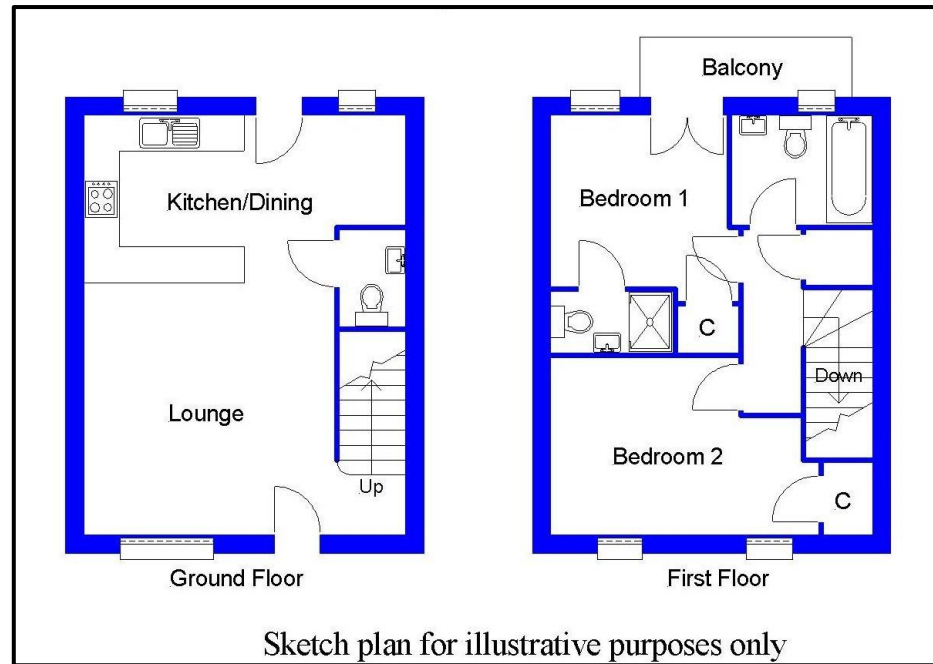 Kitchen/Dining
Lounge
Up
Ground Floor
Balcony
Bedroom 1
C
Down
Bedroom 2
C
First Floor
Sketch plan for illustrative purposes only